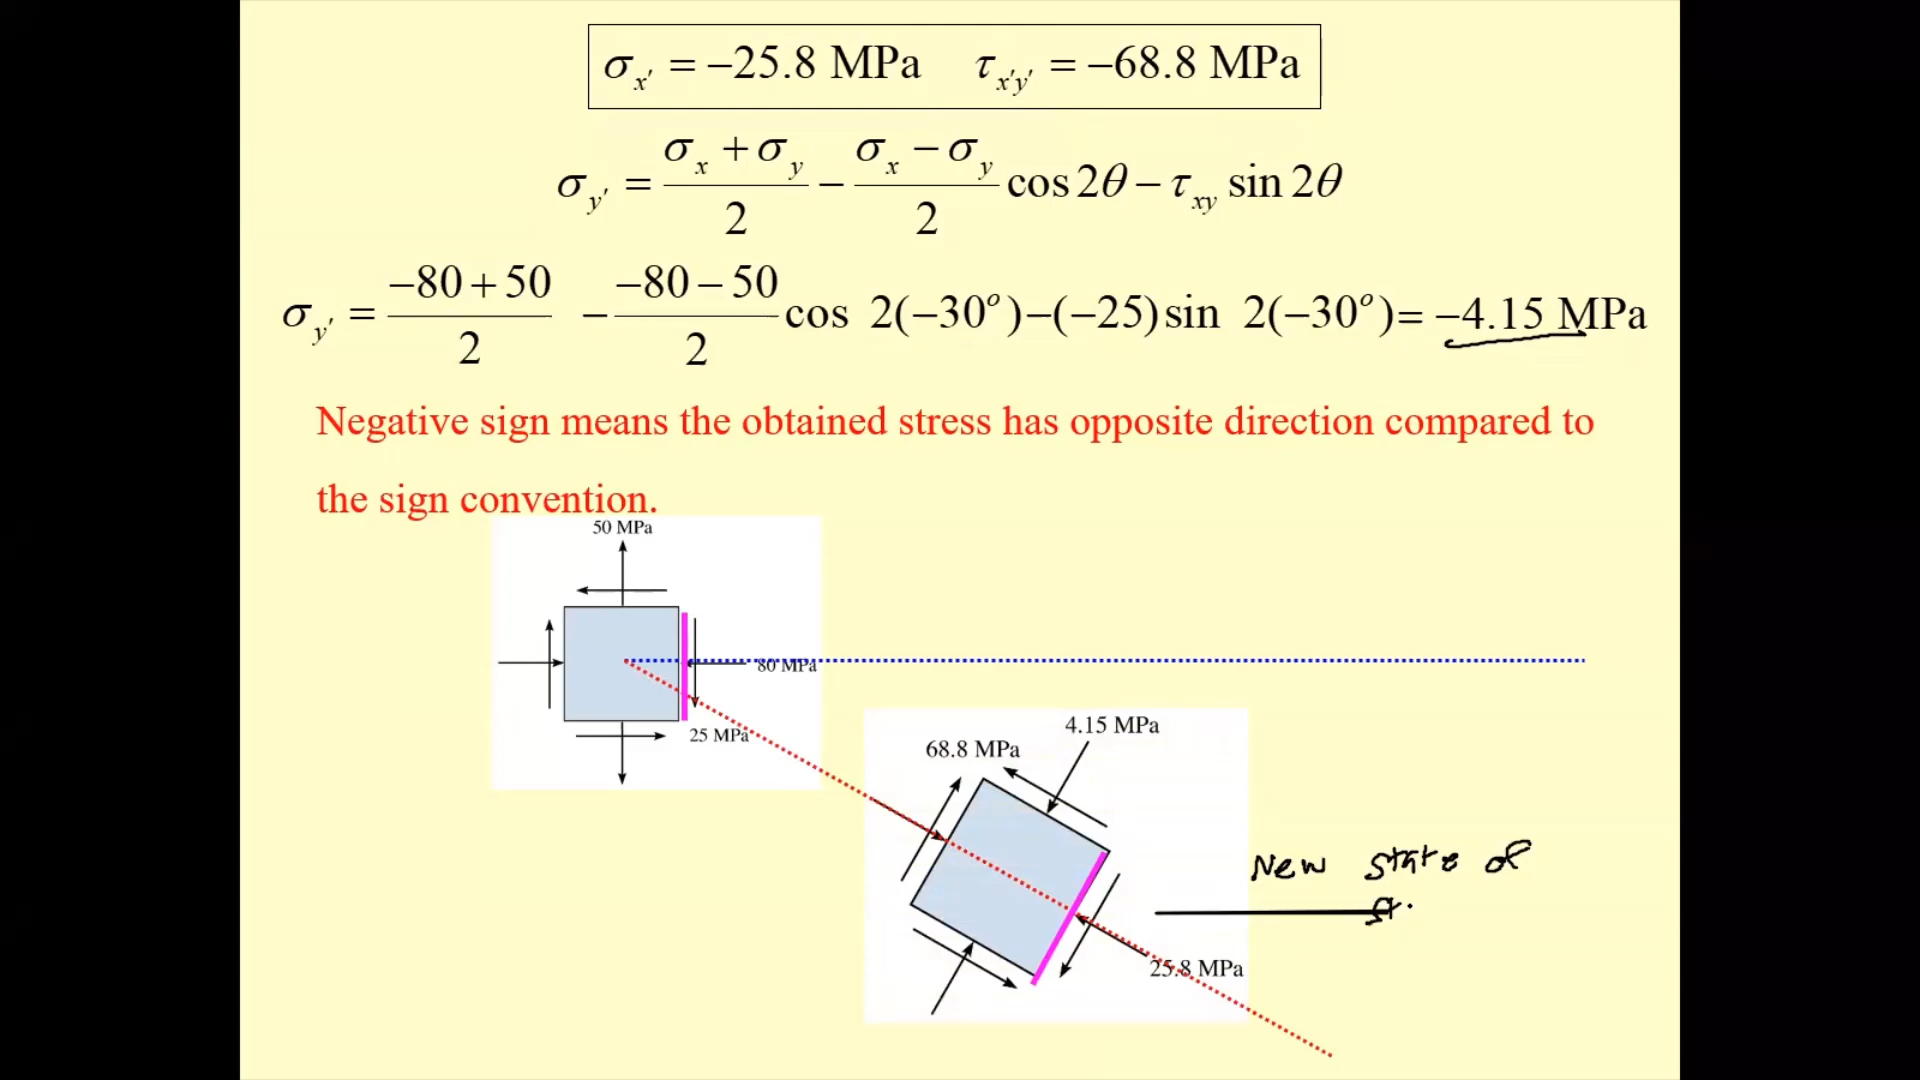 σx′ = −25.8 MPa τx′y′ = −68.8 MPa
σy′ = (σx + σy)/2 − (σx − σy)/2 cos 2θ − τxy sin 2θ
σy′ = (−80 + 50)/2 − (−80 − 50)/2 cos 2(−30°) − (−25) sin 2(−30°) = −4.15 MPa
Negative sign means the obtained stress has opposite direction compared to
the sign convention.
50 MPa
80 MPa
25 MPa
4.15 MPa
68.8 MPa
New state of
st.
25.8 MPa